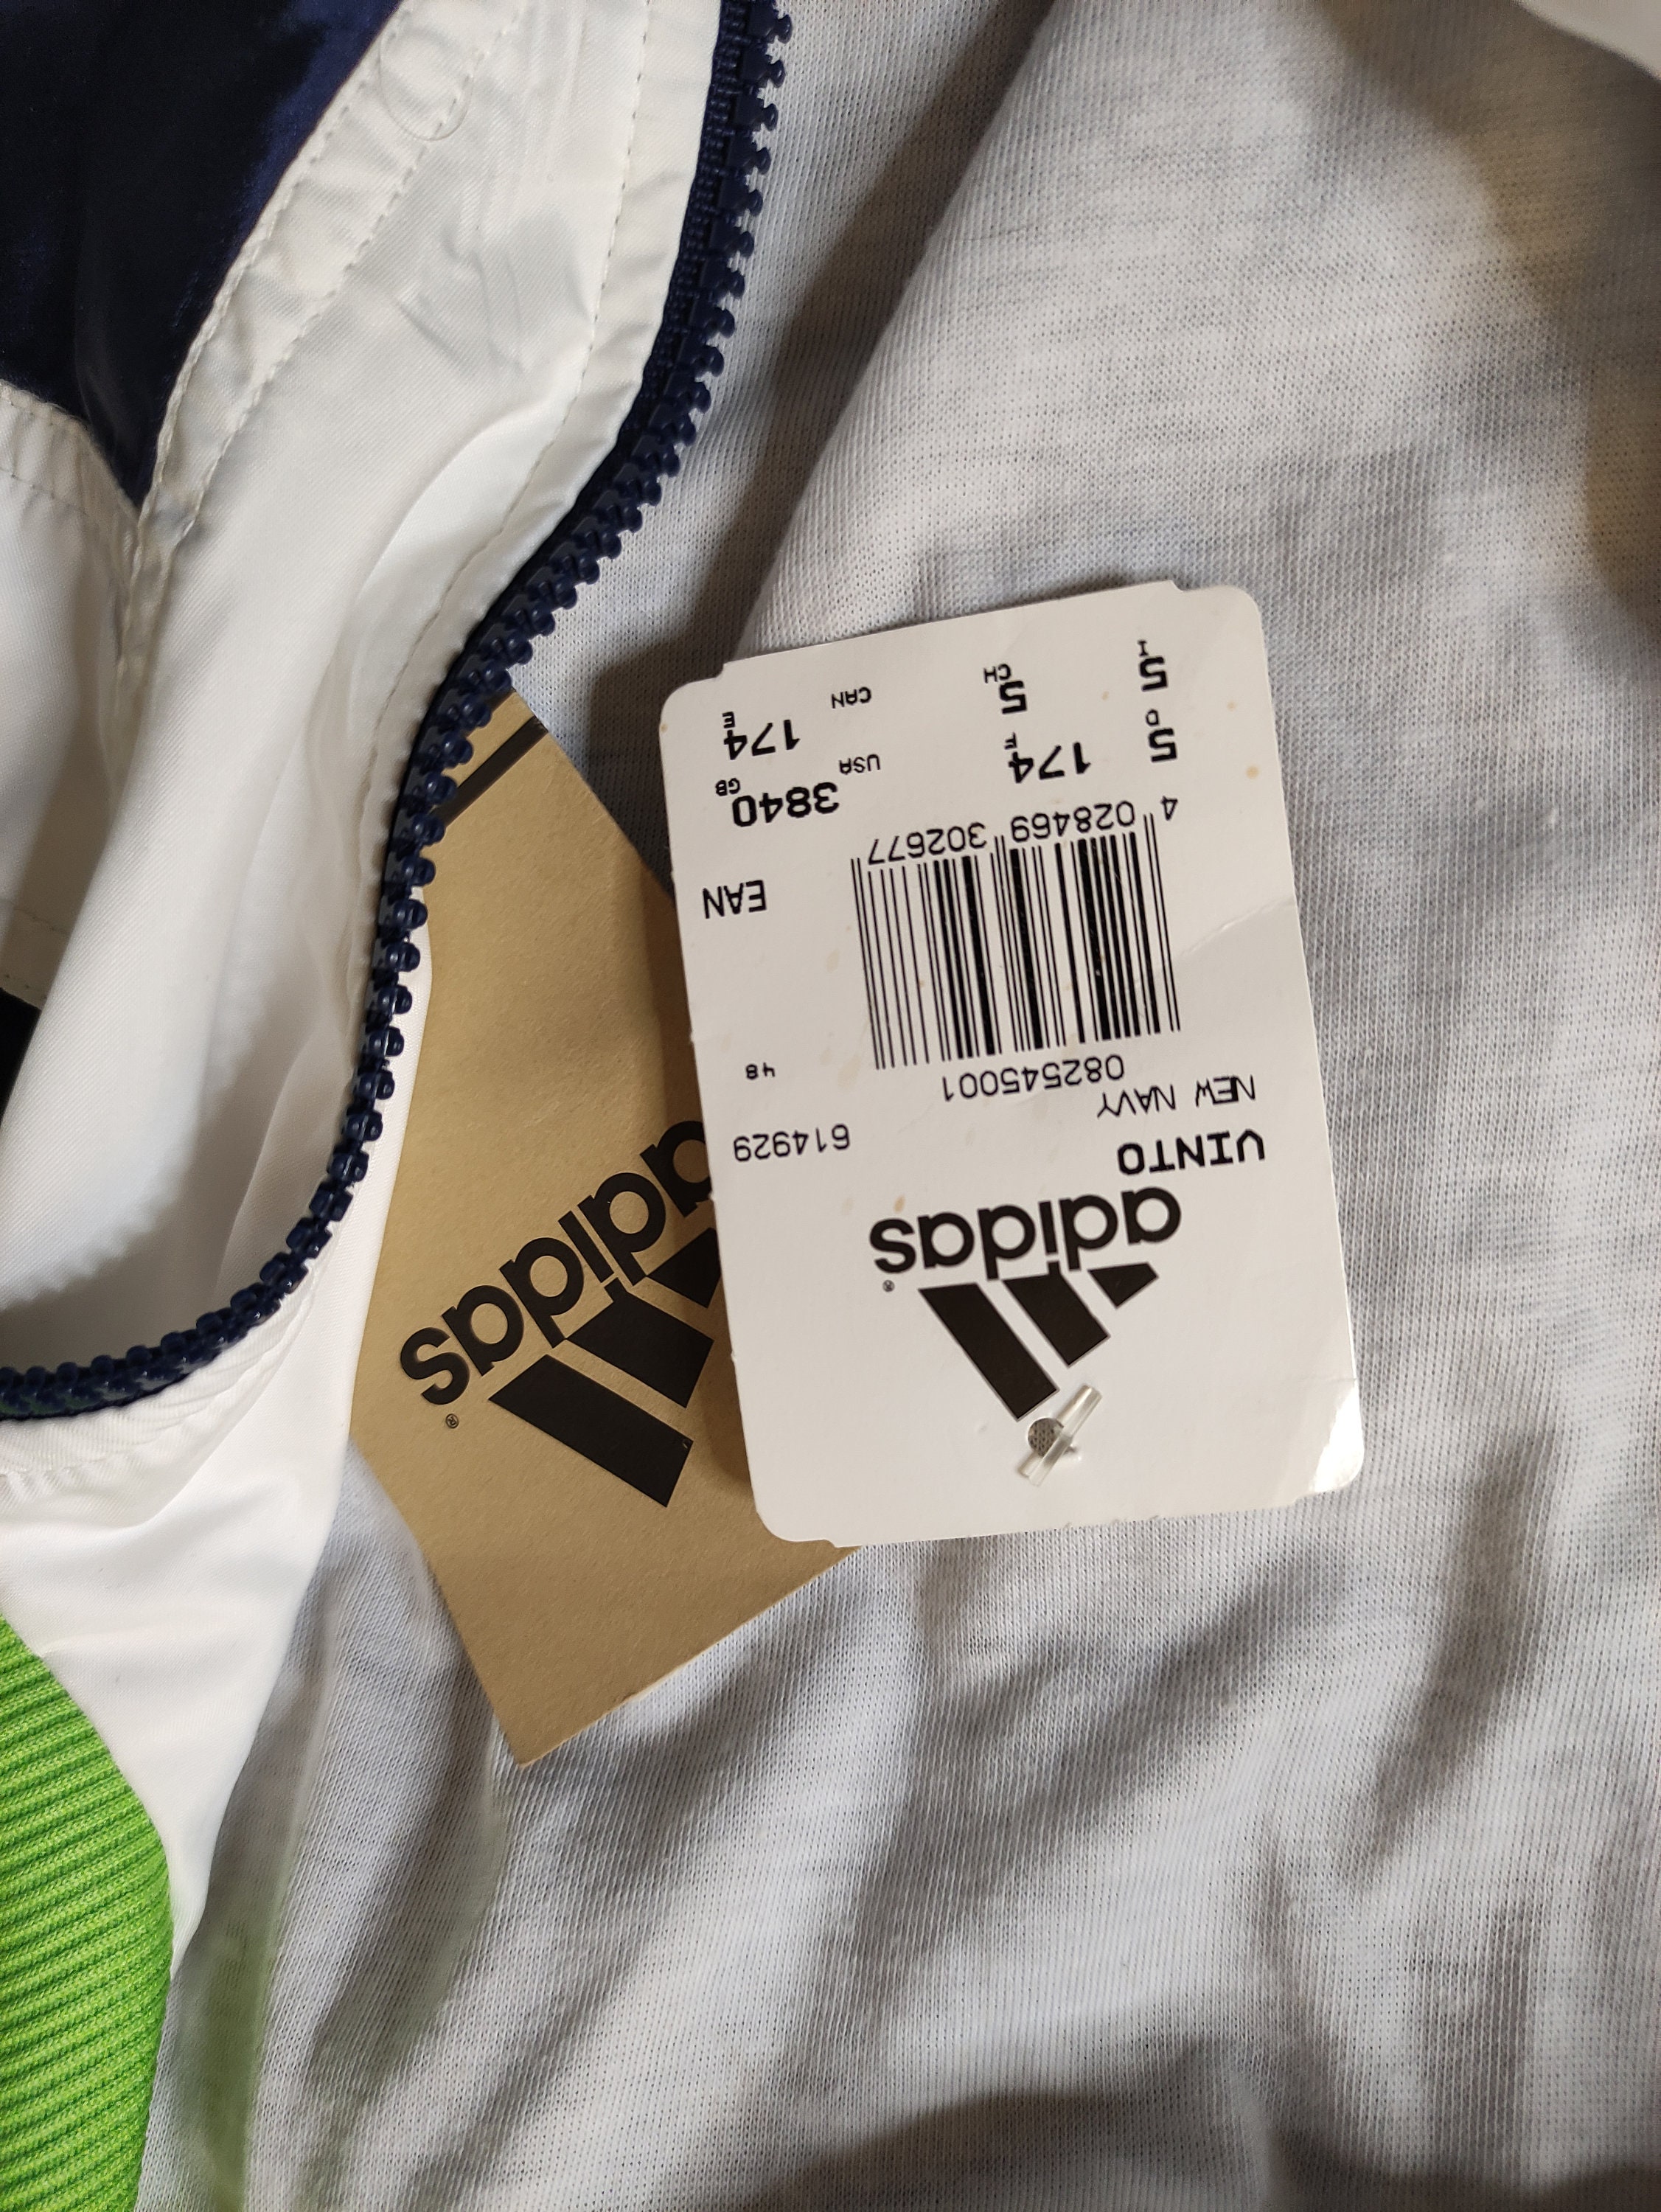 adidas
®
adidas
®
VINTO
614929
NEW NAVY
082545001
48
EAN
4 028469 302677
5 D
174 F
USA
3840 GB
5 I
5 CH
CAN
174 E